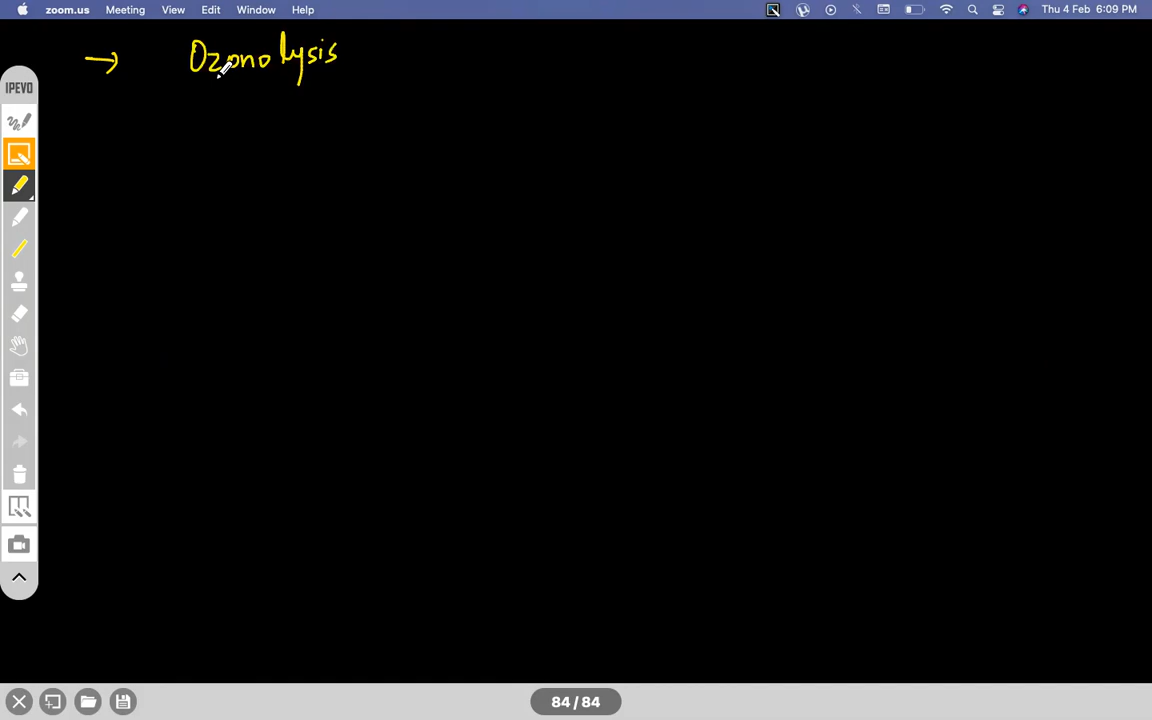 zoom.us Meeting View Edit Window Help Thu 4 Feb 6:09 PM
→ Ozonolysis
IPEVO
84 / 84